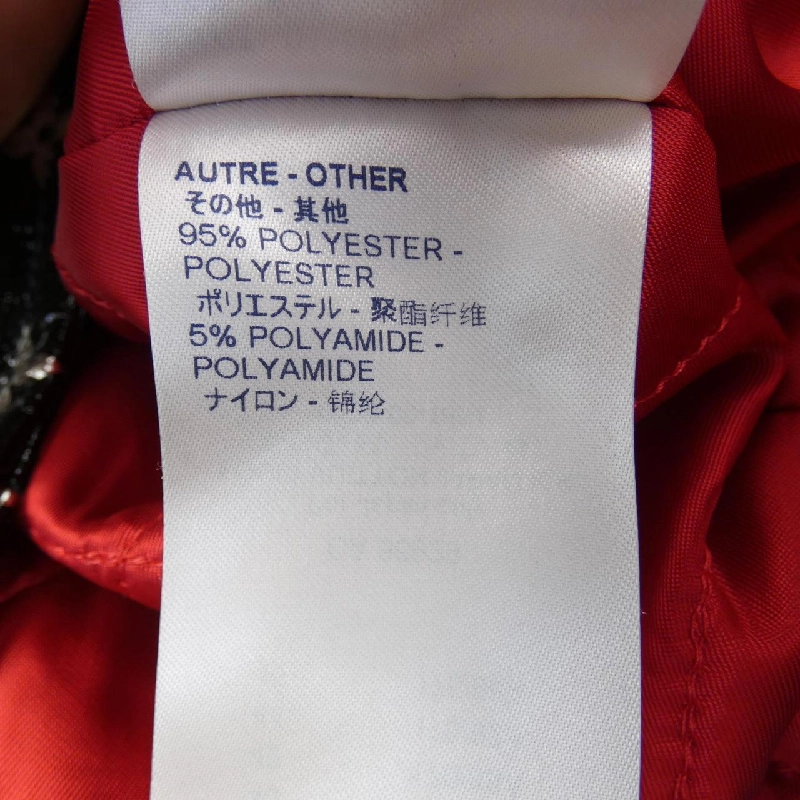 AUTRE - OTHER
その他 - 其他
95% POLYESTER -
POLYESTER
ポリエステル - 聚酯纤维
5% POLYAMIDE -
POLYAMIDE
ナイロン - 锦纶